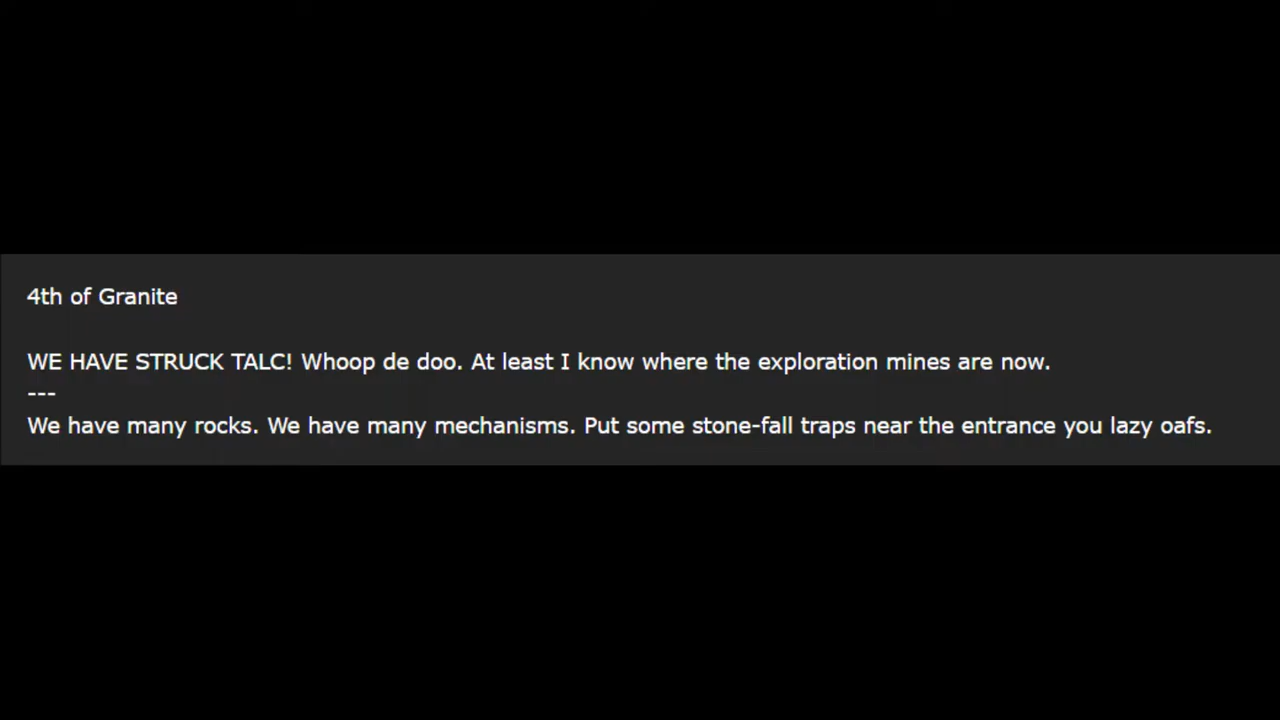 4th of Granite
WE HAVE STRUCK TALC! Whoop de doo. At least I know where the exploration mines are now.
---
We have many rocks. We have many mechanisms. Put some stone-fall traps near the entrance you lazy oafs.